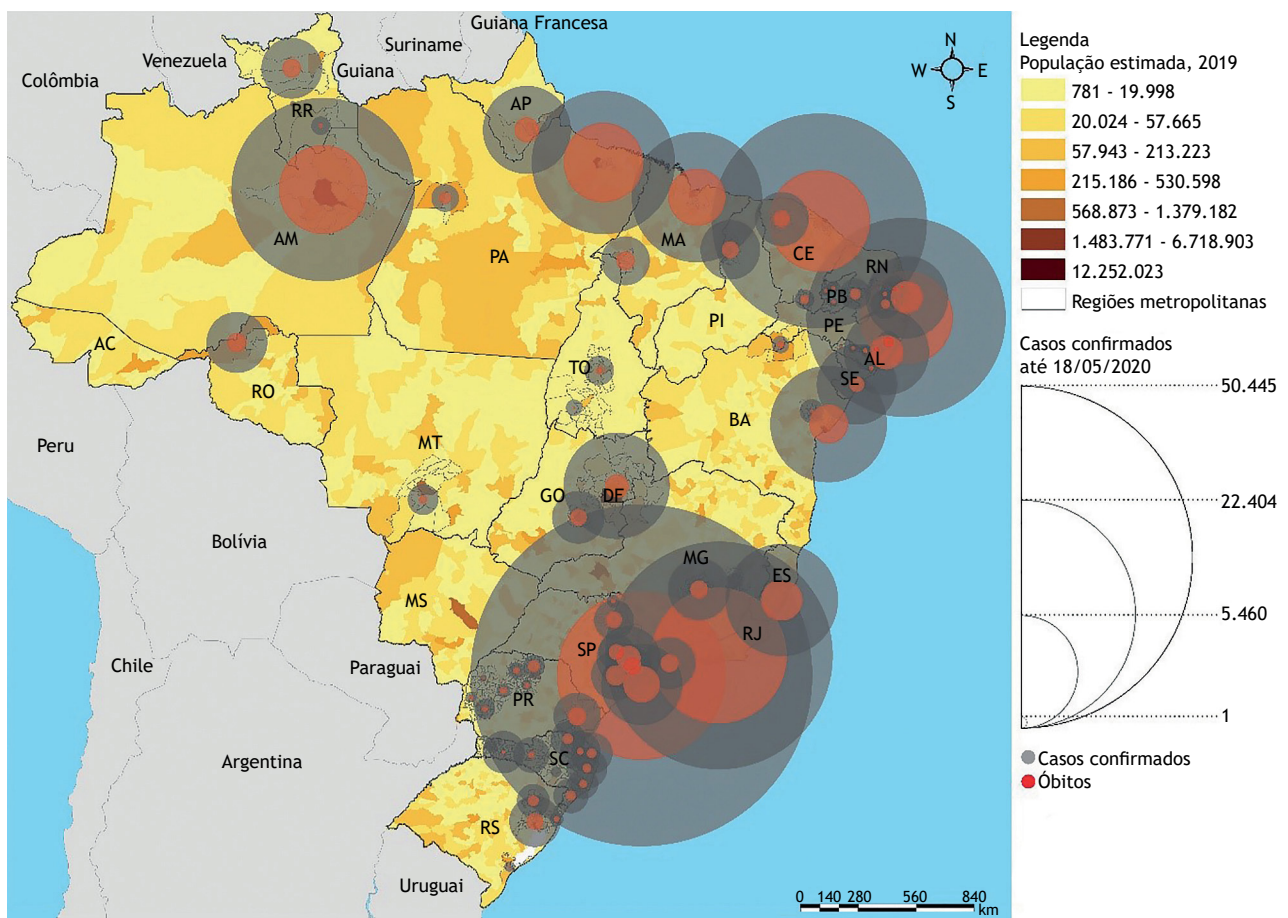 Guiana Francesa
Suriname
Venezuela
Guiana
Colômbia
RR
AP
AM
PA
MA
CE
RN
PB
PE
PI
AL
SE
AC
RO
TO
BA
MT
Peru
GO
DF
Bolívia
MG
ES
MS
RJ
SP
Chile
Paraguai
PR
SC
Argentina
RS
Uruguai
N
W
E
S
0 140 280 560 840
km
Legenda
População estimada, 2019
781 - 19.998
20.024 - 57.665
57.943 - 213.223
215.186 - 530.598
568.873 - 1.379.182
1.483.771 - 6.718.903
12.252.023
Regiões metropolitanas
Casos confirmados
até 18/05/2020
50.445
22.404
5.460
1
Casos confirmados
Óbitos